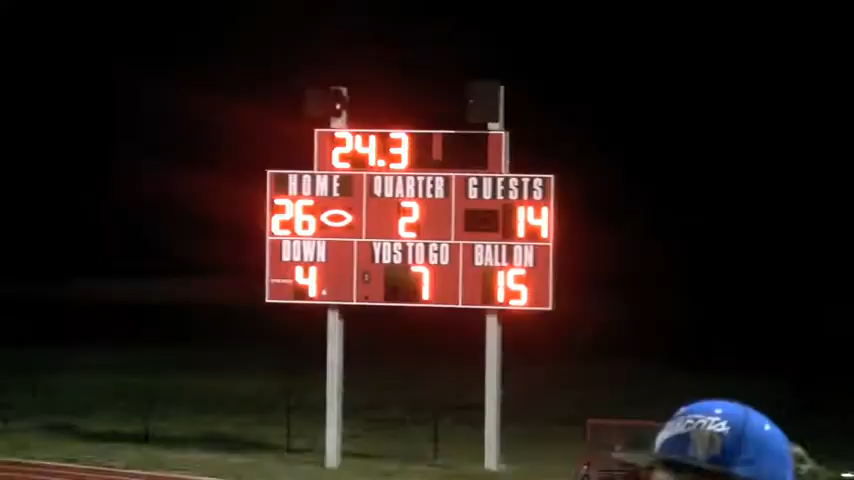 24.3
HOME QUARTER GUESTS
26 2 14
DOWN YDS TO GO BALL ON
4 7 15